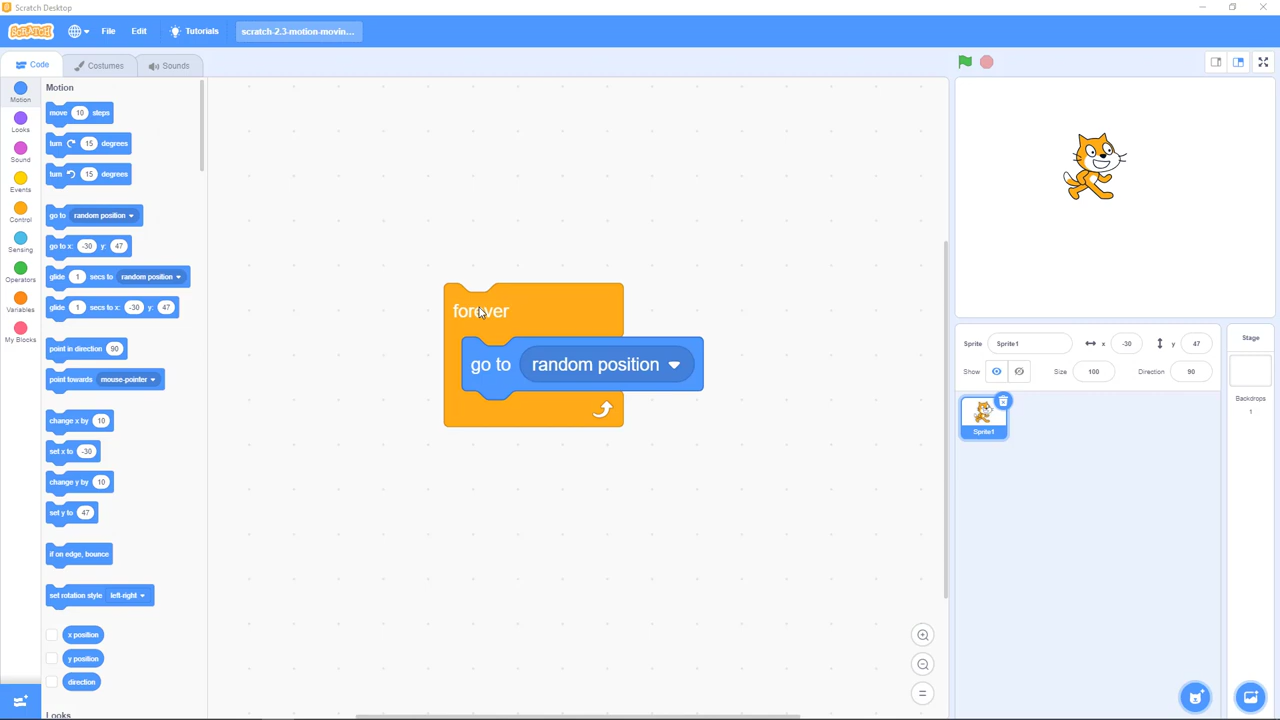 Scratch Desktop
SCRATCH File Edit Tutorials scratch-2.3-motion-movin...
Code Costumes Sounds
Motion
Looks
Sound
Events
Control
Sensing
Operators
Variables
My Blocks
Motion
move 10 steps
turn 15 degrees
turn 15 degrees
go to random position
go to x: -30 y: 47
glide 1 secs to random position
glide 1 secs to x: -30 y: 47
point in direction 90
point towards mouse-pointer
change x by 10
set x to -30
change y by 10
set y to 47
if on edge, bounce
set rotation style left-right
x position
y position
direction
Looks
forever
go to random position
Sprite Sprite1 x -30 y 47
Show Size 100 Direction 90
Sprite1
Stage
Backdrops
1